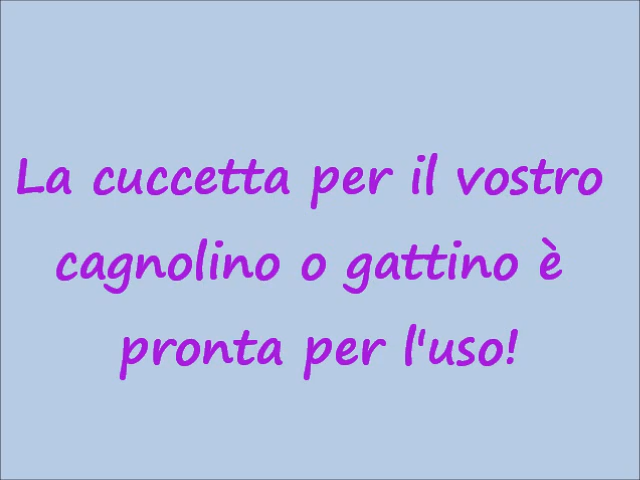 La cuccetta per il vostro
cagnolino o gattino è
pronta per l'uso!